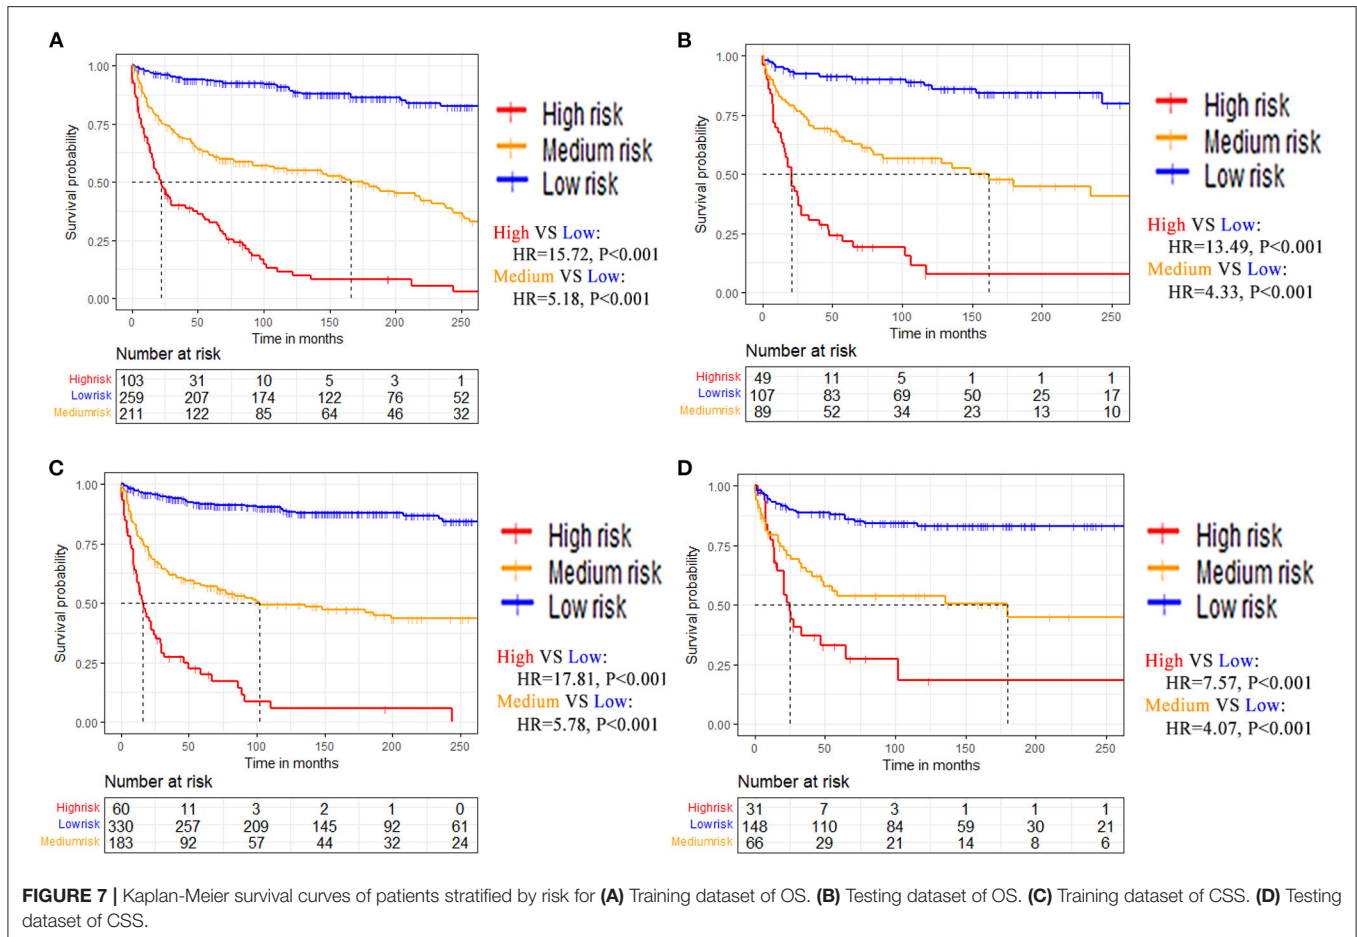 A
Survival probability
1.00
0.75
0.50
0.25
0.00
0 50 100 150 200 250
Time in months
High risk
Medium risk
Low risk
High VS Low:
HR=15.72, P<0.001
Medium VS Low:
HR=5.18, P<0.001
Number at risk
Highrisk 103 31 10 5 3 1
Lowrisk 259 207 174 122 76 52
Mediumrisk 211 122 85 64 46 32
B
Survival probability
1.00
0.75
0.50
0.25
0.00
0 50 100 150 200 250
Time in months
High risk
Medium risk
Low risk
High VS Low:
HR=13.49, P<0.001
Medium VS Low:
HR=4.33, P<0.001
Number at risk
Highrisk 49 11 5 1 1 1
Lowrisk 107 83 69 50 25 17
Mediumrisk 89 52 34 23 13 10
C
Survival probability
1.00
0.75
0.50
0.25
0.00
0 50 100 150 200 250
Time in months
High risk
Medium risk
Low risk
High VS Low:
HR=17.81, P<0.001
Medium VS Low:
HR=5.78, P<0.001
Number at risk
Highrisk 60 11 3 2 1 0
Lowrisk 330 257 209 145 92 61
Mediumrisk 183 92 57 44 32 24
D
Survival probability
1.00
0.75
0.50
0.25
0.00
0 50 100 150 200 250
Time in months
High risk
Medium risk
Low risk
High VS Low:
HR=7.57, P<0.001
Medium VS Low:
HR=4.07, P<0.001
Number at risk
Highrisk 31 7 3 1 1 1
Lowrisk 148 110 84 59 30 21
Mediumrisk 66 29 21 14 8 6
FIGURE 7 | Kaplan-Meier survival curves of patients stratified by risk for (A) Training dataset of OS. (B) Testing dataset of OS. (C) Training dataset of CSS. (D) Testing
dataset of CSS.